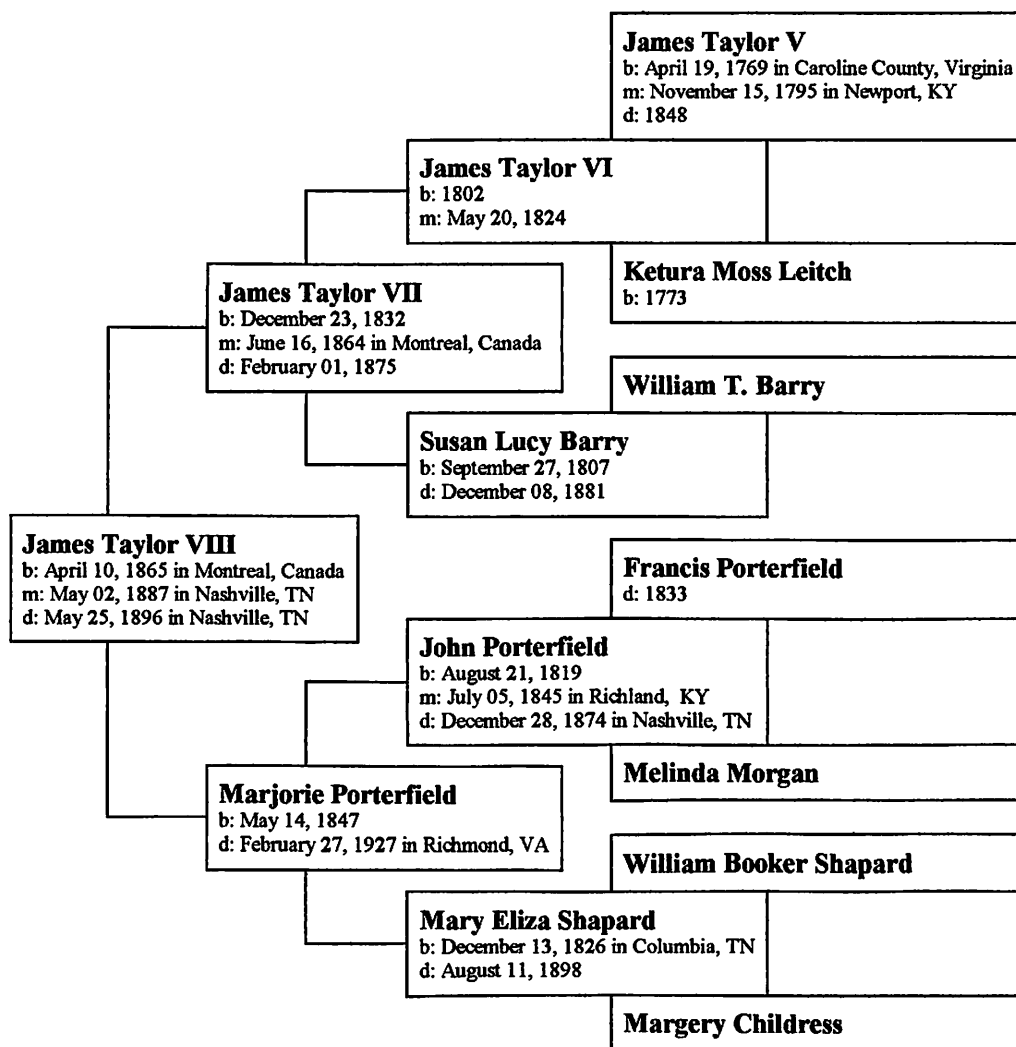 James Taylor V
b: April 19, 1769 in Caroline County, Virginia
m: November 15, 1795 in Newport, KY
d: 1848
James Taylor VI
b: 1802
m: May 20, 1824
Ketura Moss Leitch
b: 1773
James Taylor VII
b: December 23, 1832
m: June 16, 1864 in Montreal, Canada
d: February 01, 1875
William T. Barry
Susan Lucy Barry
b: September 27, 1807
d: December 08, 1881
James Taylor VIII
b: April 10, 1865 in Montreal, Canada
m: May 02, 1887 in Nashville, TN
d: May 25, 1896 in Nashville, TN
Francis Porterfield
d: 1833
John Porterfield
b: August 21, 1819
m: July 05, 1845 in Richland, KY
d: December 28, 1874 in Nashville, TN
Melinda Morgan
Marjorie Porterfield
b: May 14, 1847
d: February 27, 1927 in Richmond, VA
William Booker Shapard
Mary Eliza Shapard
b: December 13, 1826 in Columbia, TN
d: August 11, 1898
Margery Childress